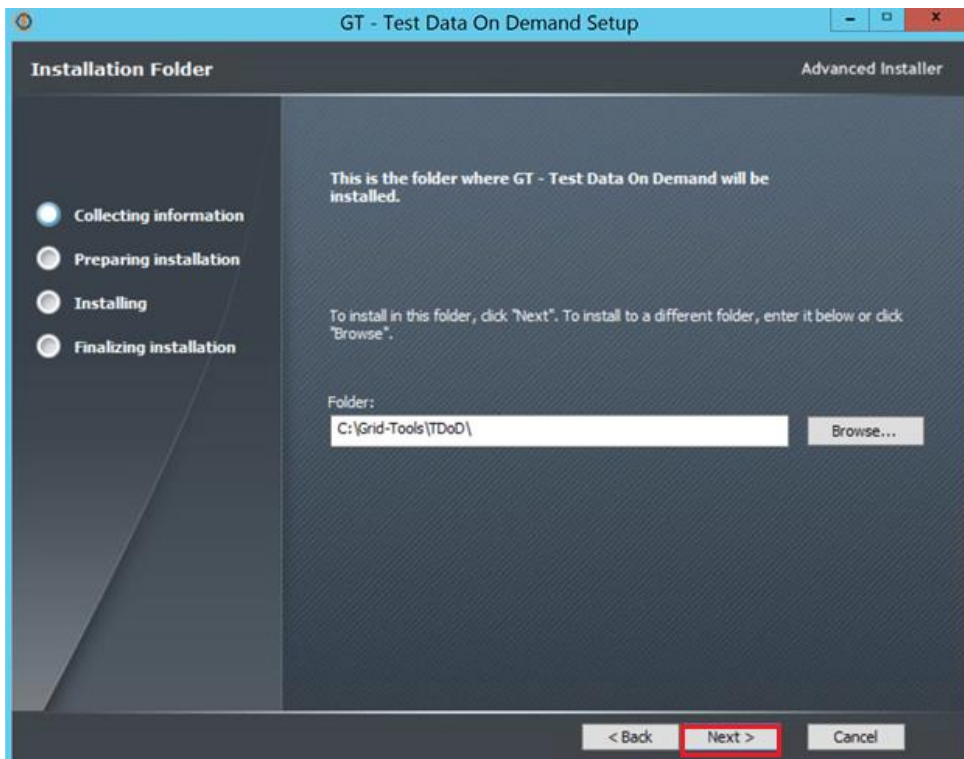 GT - Test Data On Demand Setup
Installation Folder
Advanced Installer
Collecting information
Preparing installation
Installing
Finalizing installation
This is the folder where GT - Test Data On Demand will be
installed.
To install in this folder, click "Next". To install to a different folder, enter it below or click
"Browse".
Folder:
C:\Grid-Tools\TDoD\
Browse...
< Back
Next >
Cancel